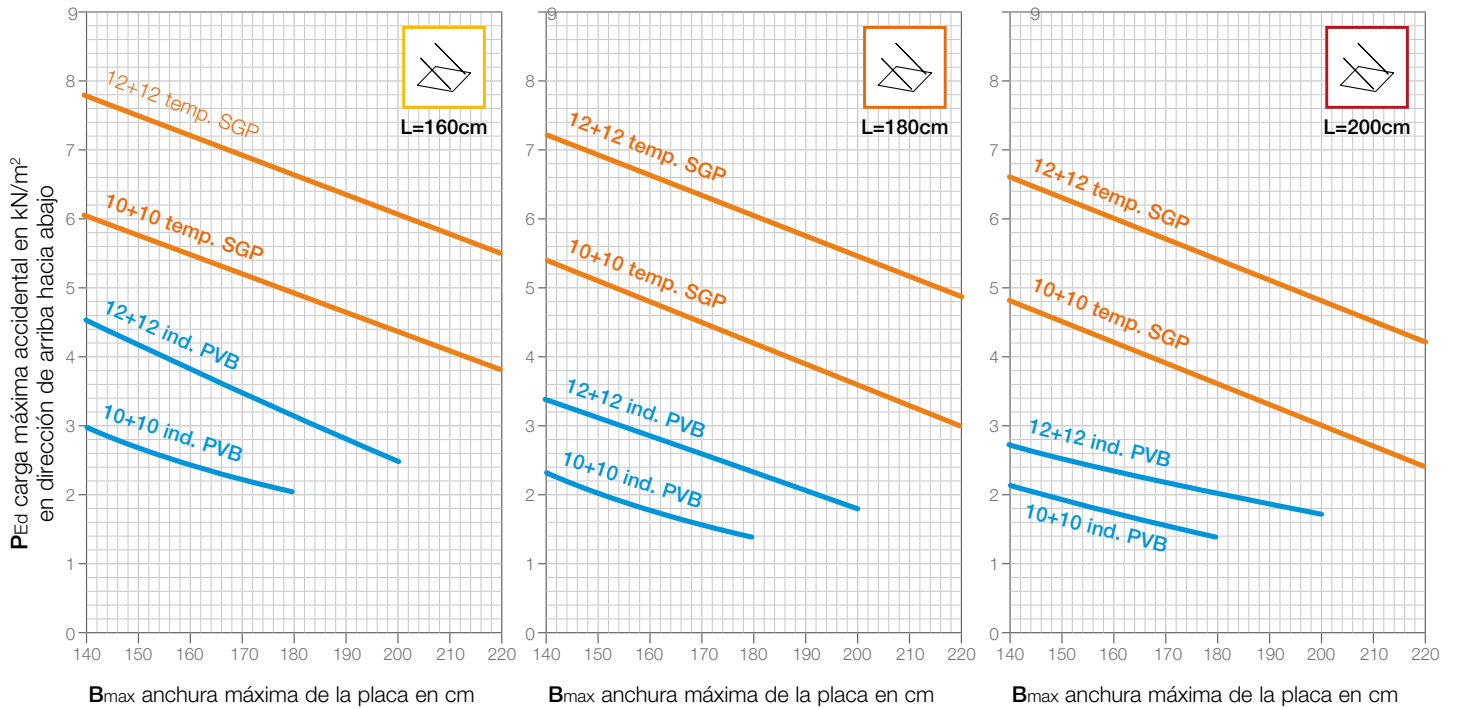 PEd carga máxima accidental en kN/m²
en dirección de arriba hacia abajo
9
8
7
6
5
4
3
2
1
0
140 150 160 170 180 190 200 210 220
12+12 temp. SGP
10+10 temp. SGP
12+12 ind. PVB
10+10 ind. PVB
L=160cm
Bmax anchura máxima de la placa en cm
9
8
7
6
5
4
3
2
1
0
140 150 160 170 180 190 200 210 220
12+12 temp. SGP
10+10 temp. SGP
12+12 ind. PVB
10+10 ind. PVB
L=180cm
Bmax anchura máxima de la placa en cm
9
8
7
6
5
4
3
2
1
0
140 150 160 170 180 190 200 210 220
12+12 temp. SGP
10+10 temp. SGP
12+12 ind. PVB
10+10 ind. PVB
L=200cm
Bmax anchura máxima de la placa en cm